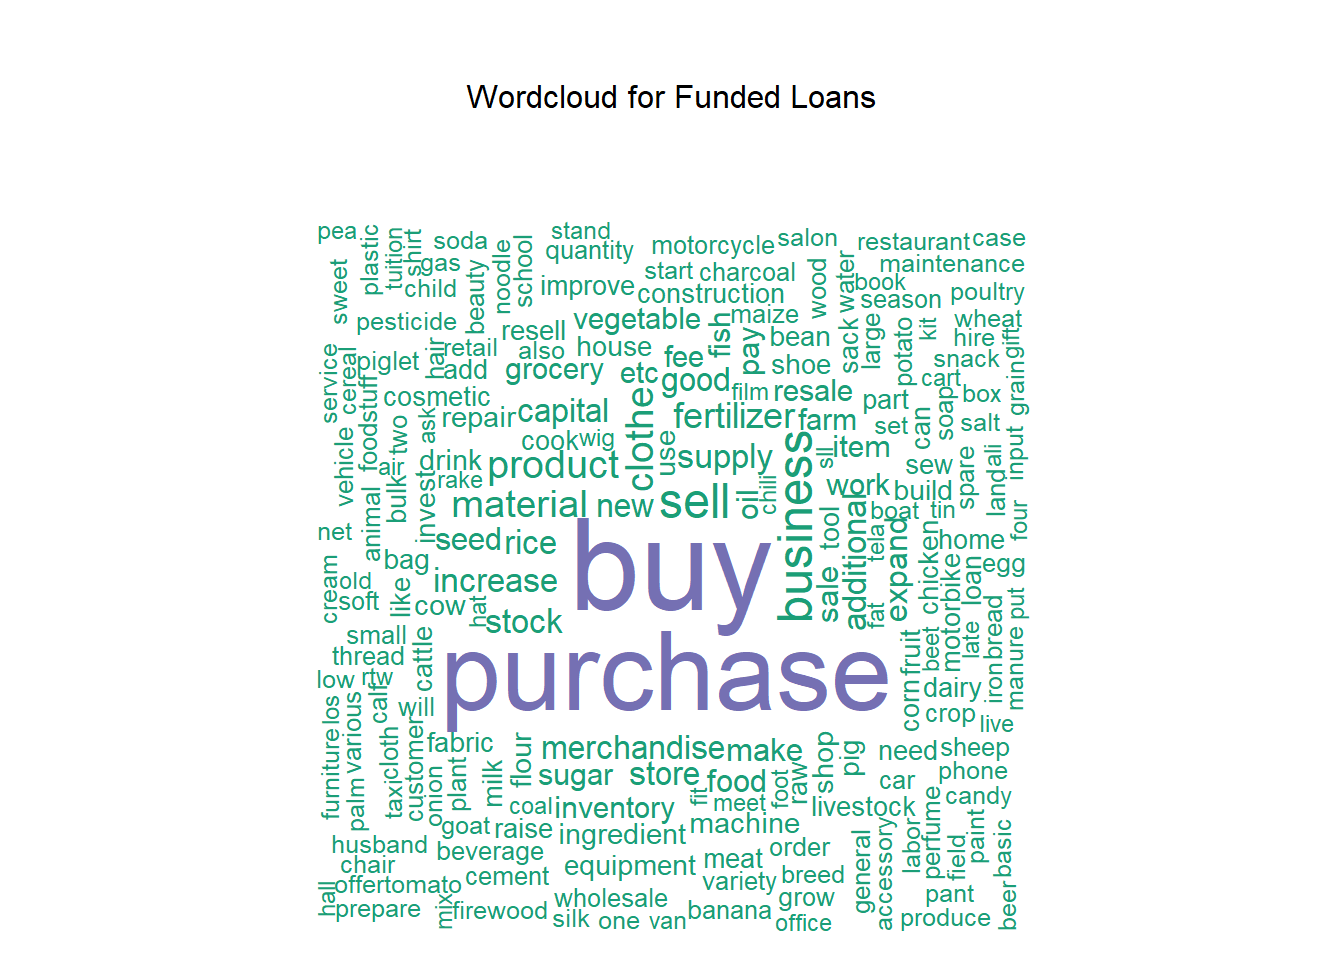 Wordcloud for Funded Loans
pea
plastic
tuition
shirt
soda
gas
child
sweet
pesticide
beauty
noodle
school
stand
quantity
improve
motorcycle
salon
start
charcoal
construction
wood
water
book
restaurant
case
maintenance
season
poultry
wheat
hire
gift
kit
snack
grain
vegetable
fish
maize
pay
bean
shoe
sack
large
potato
cart
box
resell
retail
also
house
fee
hair
add
grocery
etc
good
film
resale
part
set
can
soap
salt
input
service
cereal
piglet
foodstuff
cosmetic
two
ask
repair
capital
clothe
fertilizer
farm
item
sll
cook
wig
use
supply
vehicle
bulk
drink
rake
product
material
new
sell
oil
chili
business
work
sew
build
spare
land
ali
four
animal
investo
net
seed
rice
buy
tool
additional
boat
tin
tela
expand
home
chicken
motorbike
loan
egg
put
cream
old
soft
bag
like
cow
increase
hat
stock
sale
fat
small
thread
low
rtw
cattle
calf
will
purchase
fruit
beet
late
bread
iron
manure
corn
dairy
crop
live
los
furniture
various
palm
taxi
cloth
customer
fabric
onion
plant
milk
flour
merchandise
make
sugar
store
food
foot
raw
shop
pig
need
sheep
car
phone
candy
coal
inventory
fit
meet
livestock
perfume
labor
goat
raise
ingredient
machine
order
general
accessory
field
paint
basic
husband
chair
beverage
cement
equipment
meat
variety
breed
grow
hall
offer
tomato
prepare
mix
firewood
wholesale
silk
one
van
banana
office
pant
produce
beer